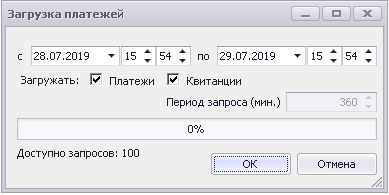 Загрузка платежей
с 28.07.2019 15 54 по 29.07.2019 15 54
Загружать: Платежи Квитанции
Период запроса (мин.) 360
0%
Доступно запросов: 100
OK Отмена